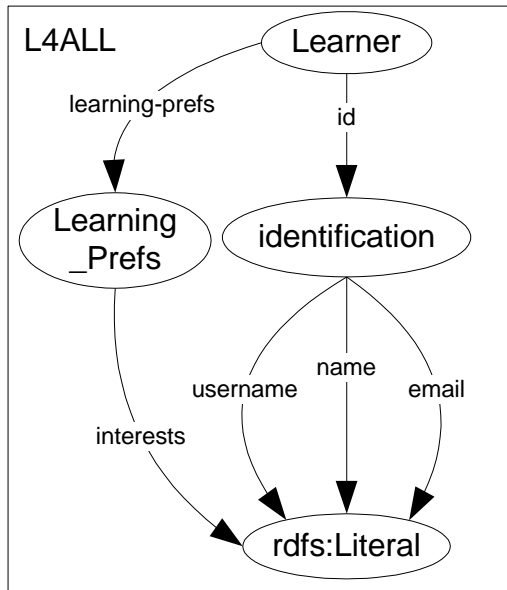 L4ALL
Learner
learning-prefs
id
Learning
_Prefs
identification
username
name
email
interests
rdfs:Literal